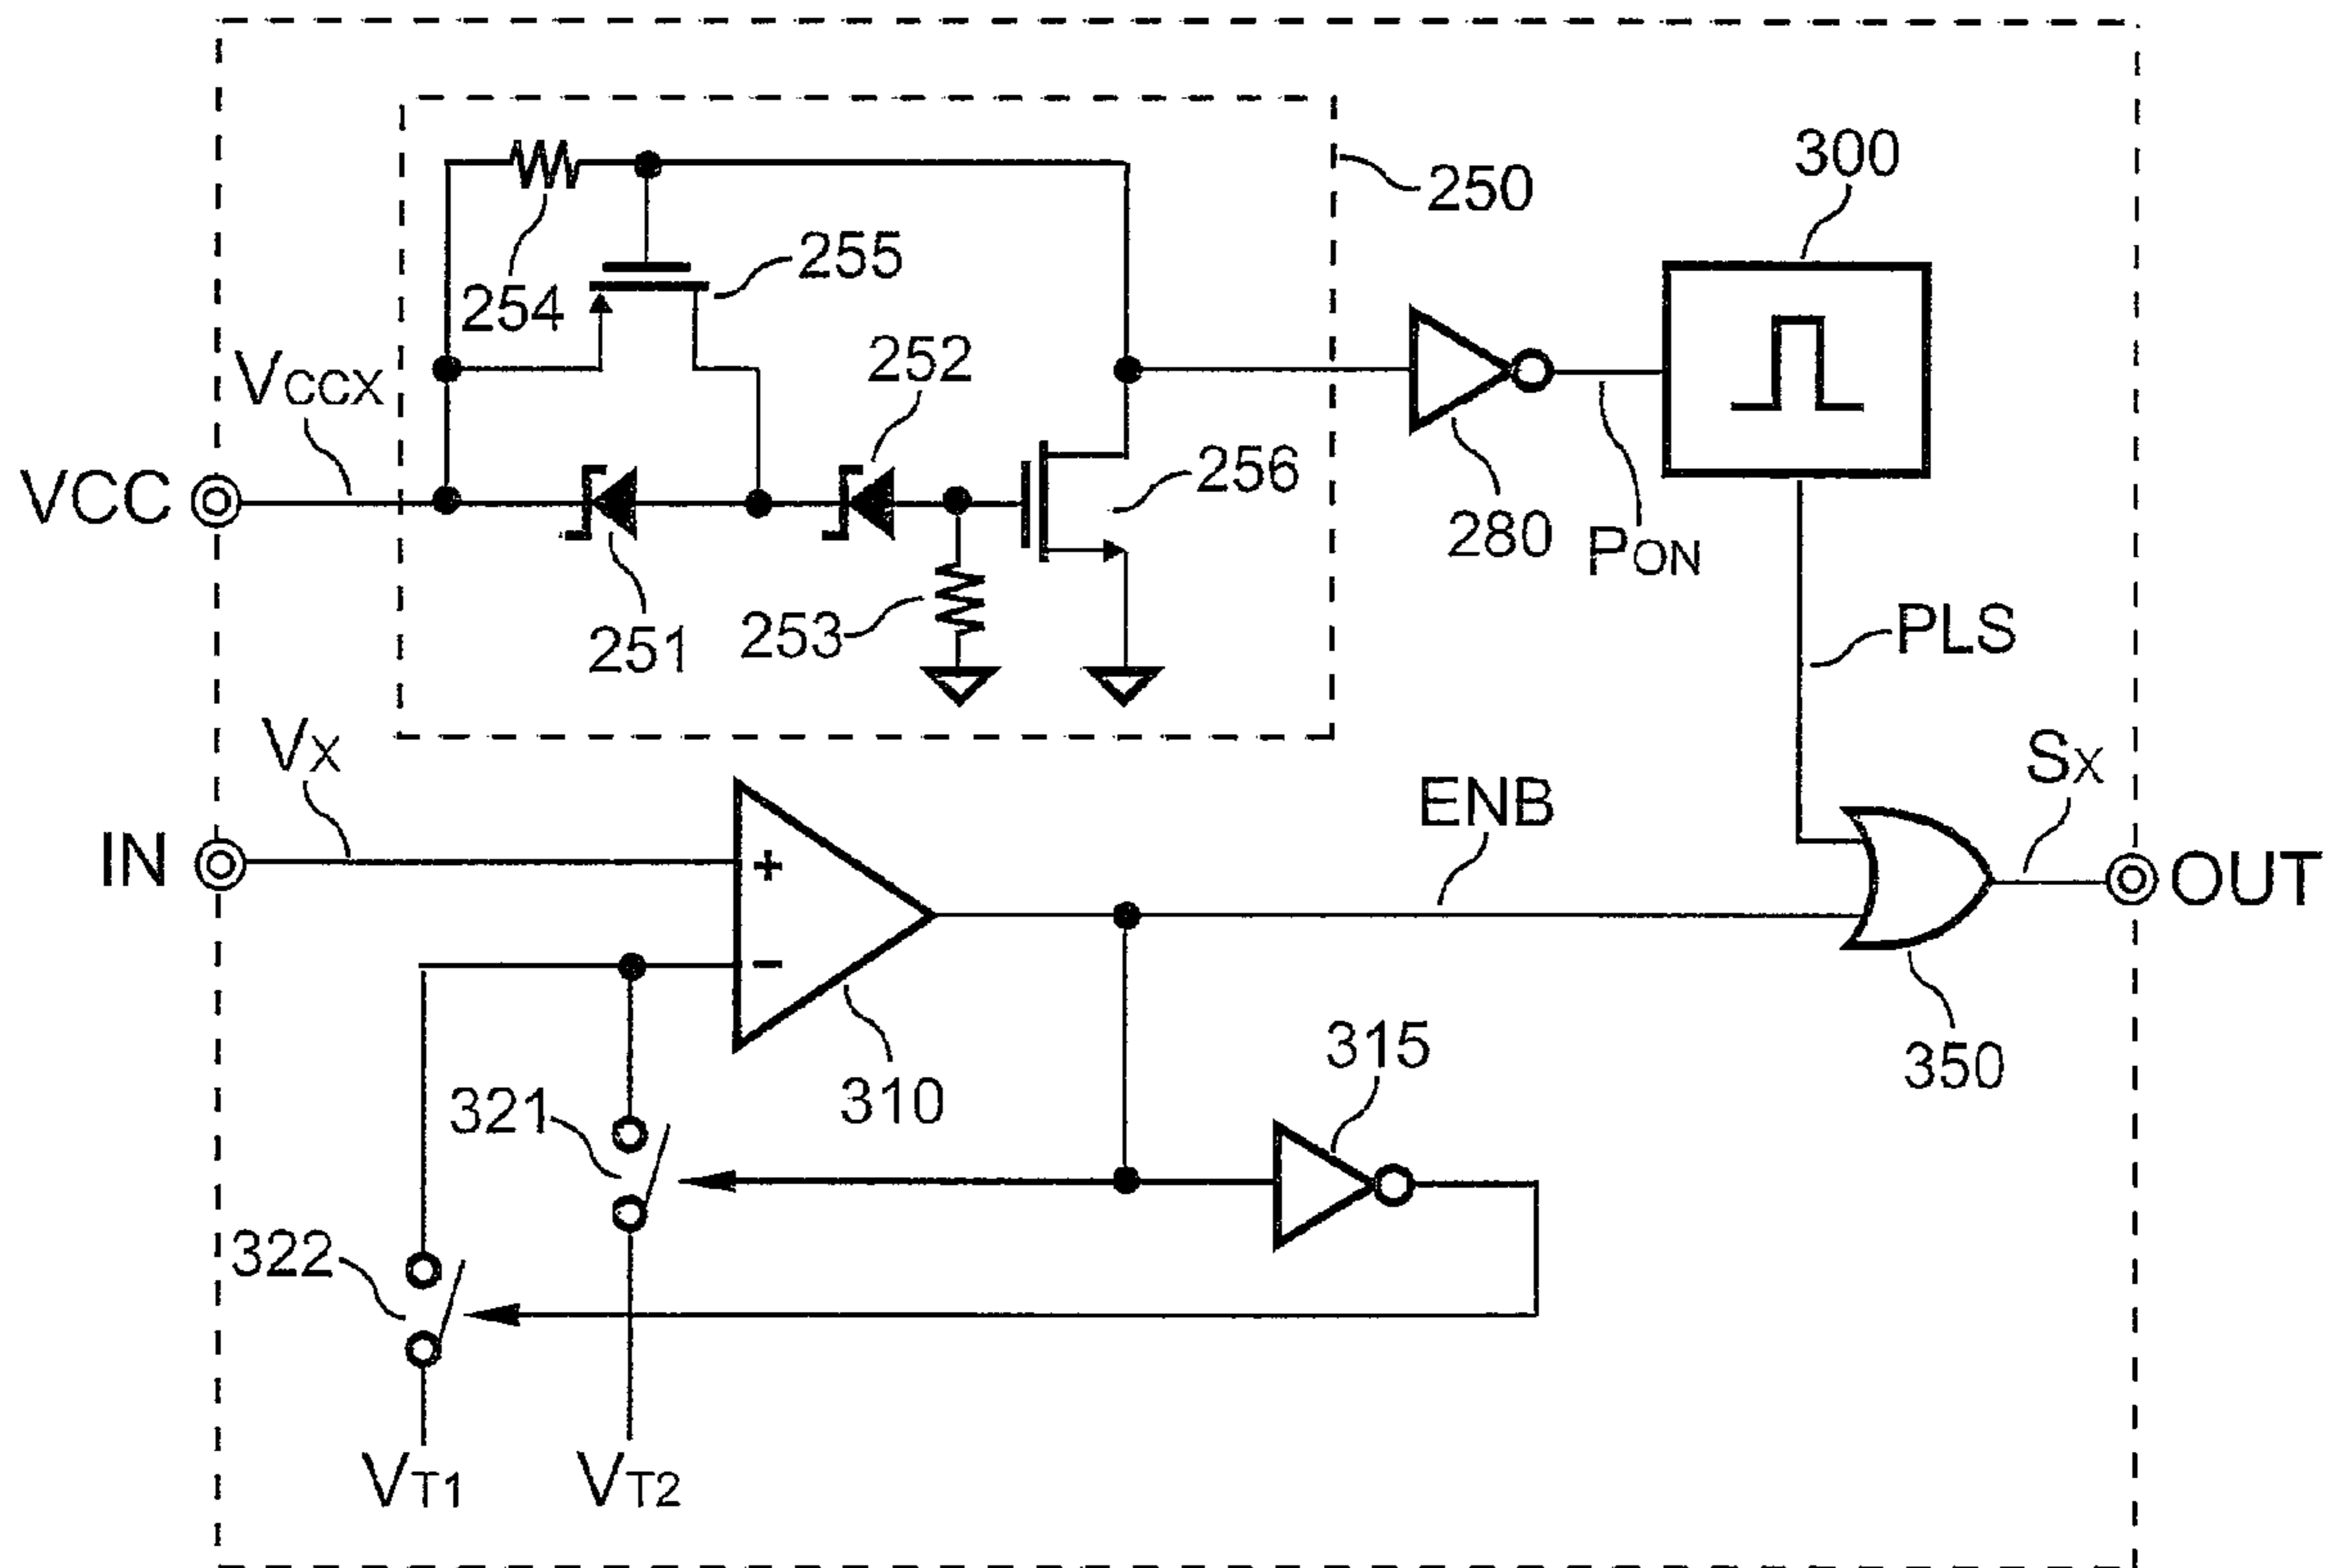 300
250
255
254
252
VCCX
256
VCC
280
PON
251
253
PLS
VX
SX
ENB
IN
+
OUT
−
310
315
350
321
322
VT1
VT2